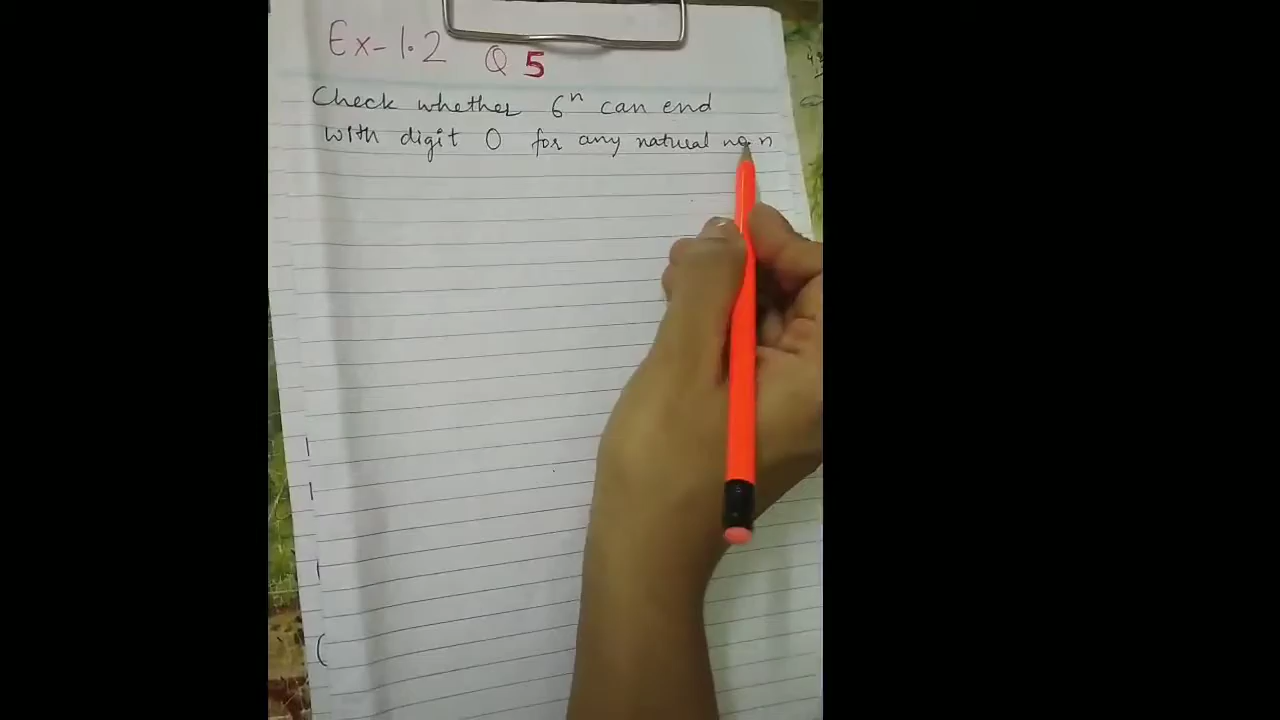 Ex-1.2 Q 5
Check whether 6ⁿ can end
with digit 0 for any natural no n